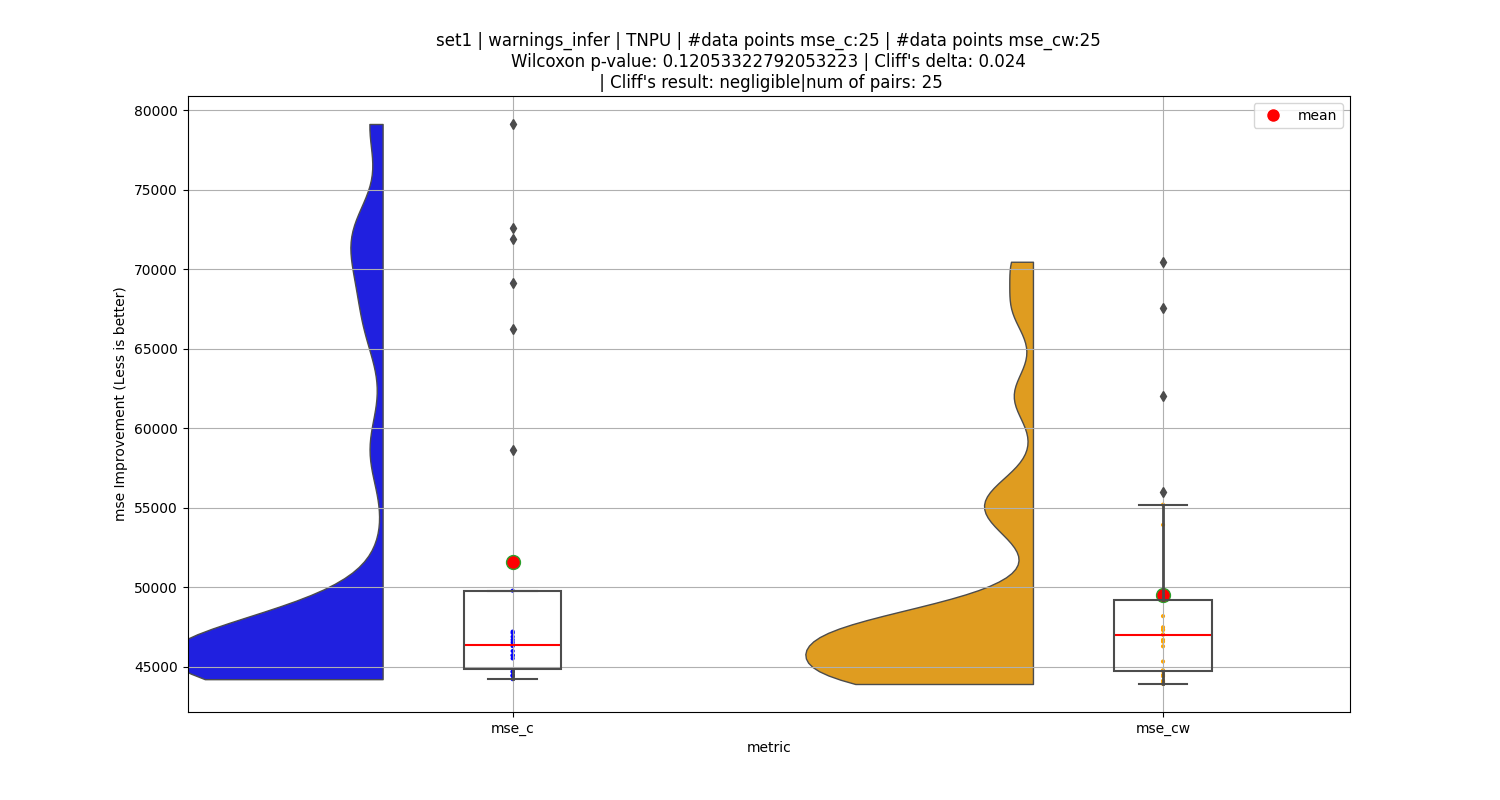 set1 | warnings_infer | TNPU | #data points mse_c:25 | #data points mse_cw:25
Wilcoxon p-value: 0.12053322792053223 | Cliff's delta: 0.024
| Cliff's result: negligible|num of pairs: 25
mean
80000
75000
70000
65000
60000
55000
50000
45000
mse Improvement (Less is better)
mse_c
mse_cw
metric